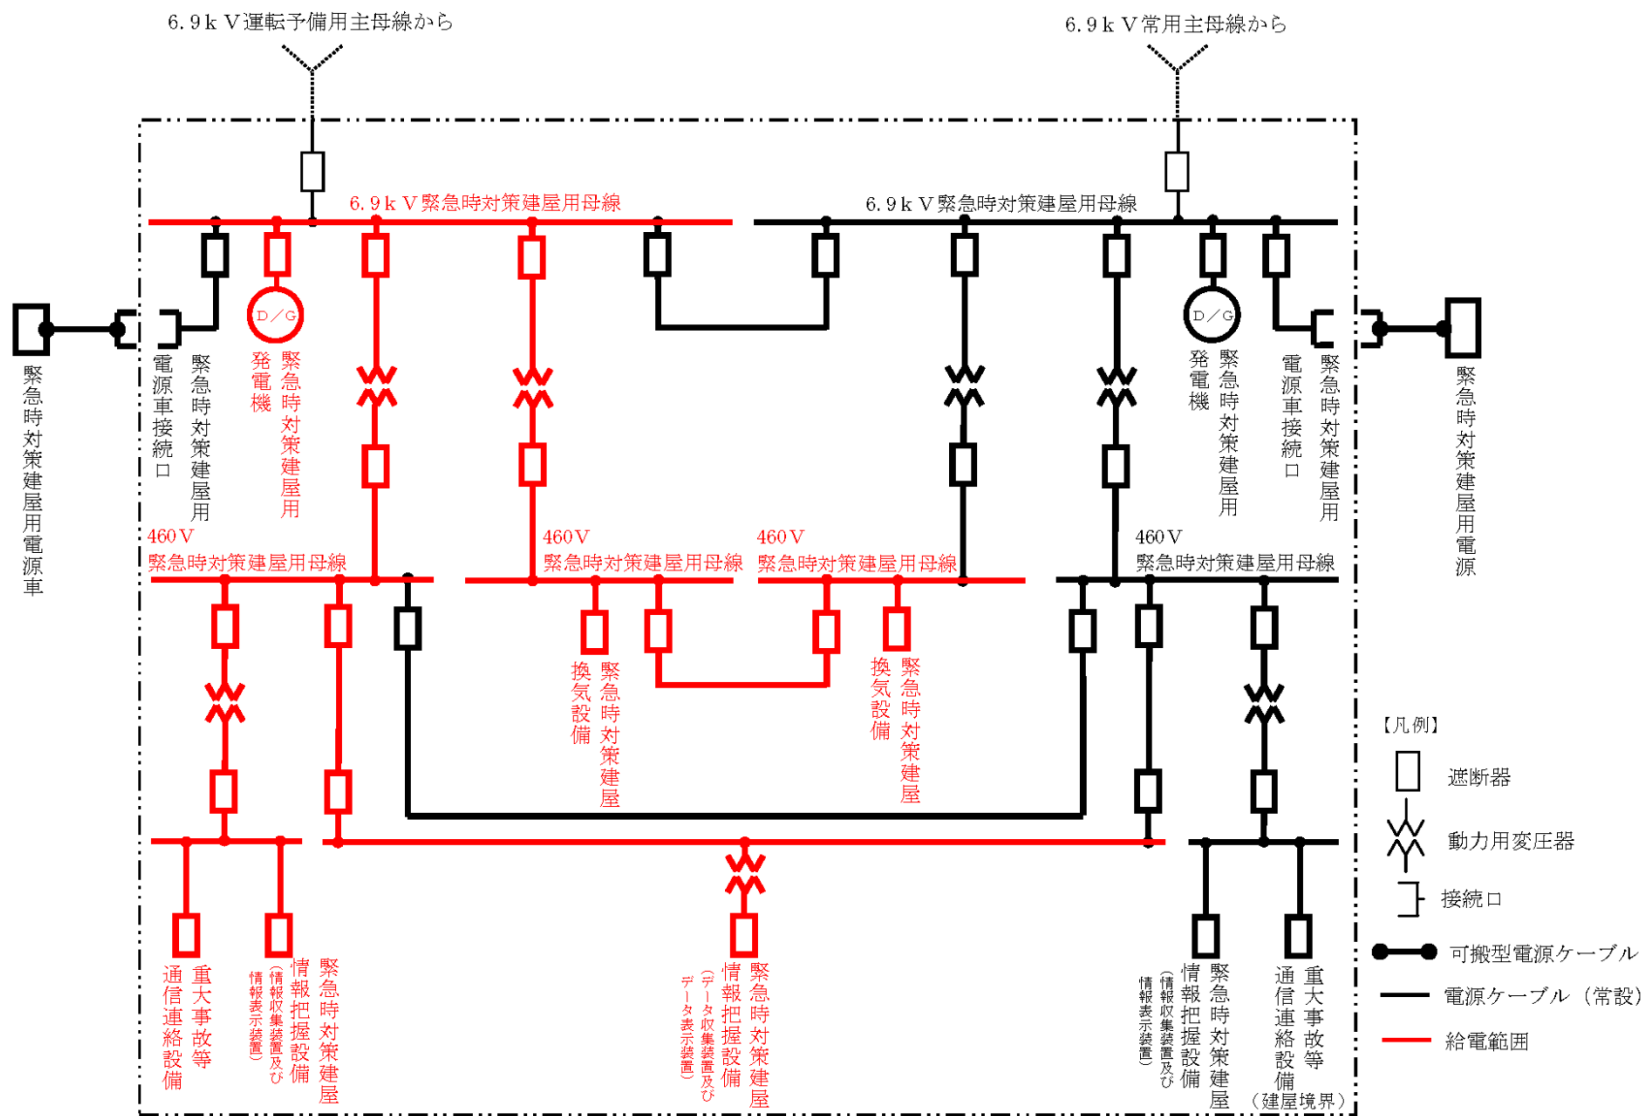 6.9ｋＶ運転予備用主母線から
6.9ｋＶ常用主母線から
6.9ｋＶ緊急時対策建屋用母線
6.9ｋＶ緊急時対策建屋用母線
D／G
D／G
緊急時対策建屋用電源車
緊急時対策建屋用
電源車接続口
緊急時対策建屋用
発電機
緊急時対策建屋用
発電機
緊急時対策建屋用
電源車接続口
緊急時対策建屋用電源
460Ｖ
緊急時対策建屋用母線
460Ｖ
緊急時対策建屋用母線
460Ｖ
緊急時対策建屋用母線
460Ｖ
緊急時対策建屋用母線
緊急時対策建屋
換気設備
緊急時対策建屋
換気設備
重大事故等
通信連絡設備
緊急時対策建屋
情報把握設備
（情報収集装置及び
情報表示装置）
緊急時対策建屋
情報把握設備
（データ収集装置及び
データ表示装置）
緊急時対策建屋
情報把握設備
（情報収集装置及び
情報表示装置）
重大事故等
通信連絡設備
（建屋境界）
【凡例】
遮断器
動力用変圧器
接続口
可搬型電源ケーブル
電源ケーブル（常設）
給電範囲